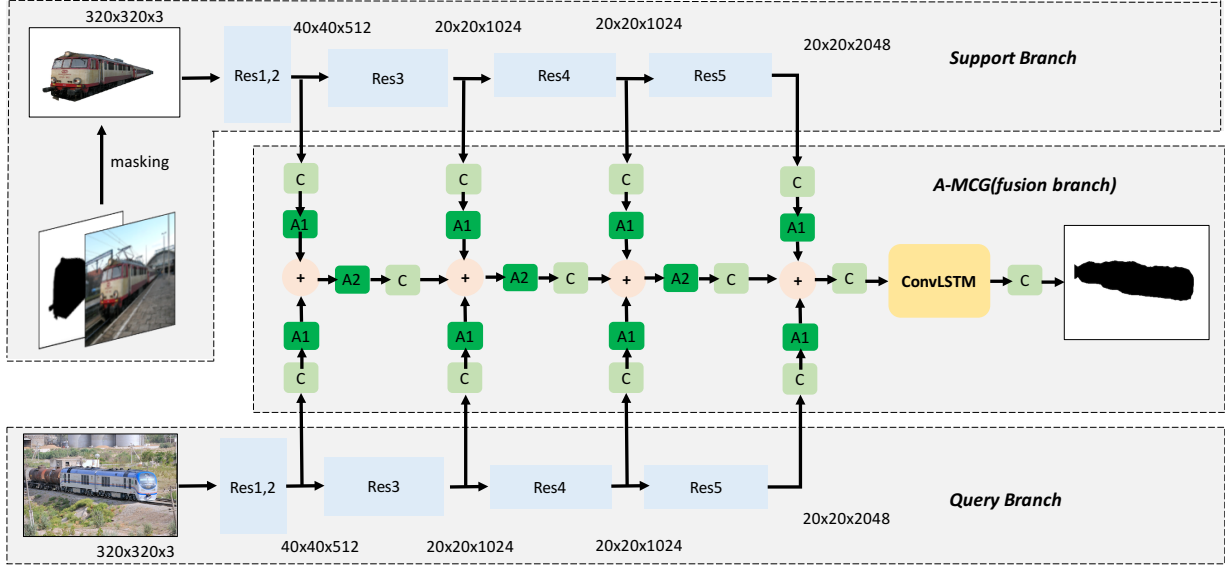 320x320x3
40x40x512
20x20x1024
20x20x1024
20x20x2048
Res1,2
Res3
Res4
Res5
Support Branch
masking
A-MCG(fusion branch)
C
C
C
C
A1
A1
A1
A1
+
A2
C
+
A2
C
+
A2
C
+
C
ConvLSTM
C
A1
A1
A1
A1
C
C
C
C
Res1,2
Res3
Res4
Res5
Query Branch
320x320x3
40x40x512
20x20x1024
20x20x1024
20x20x2048